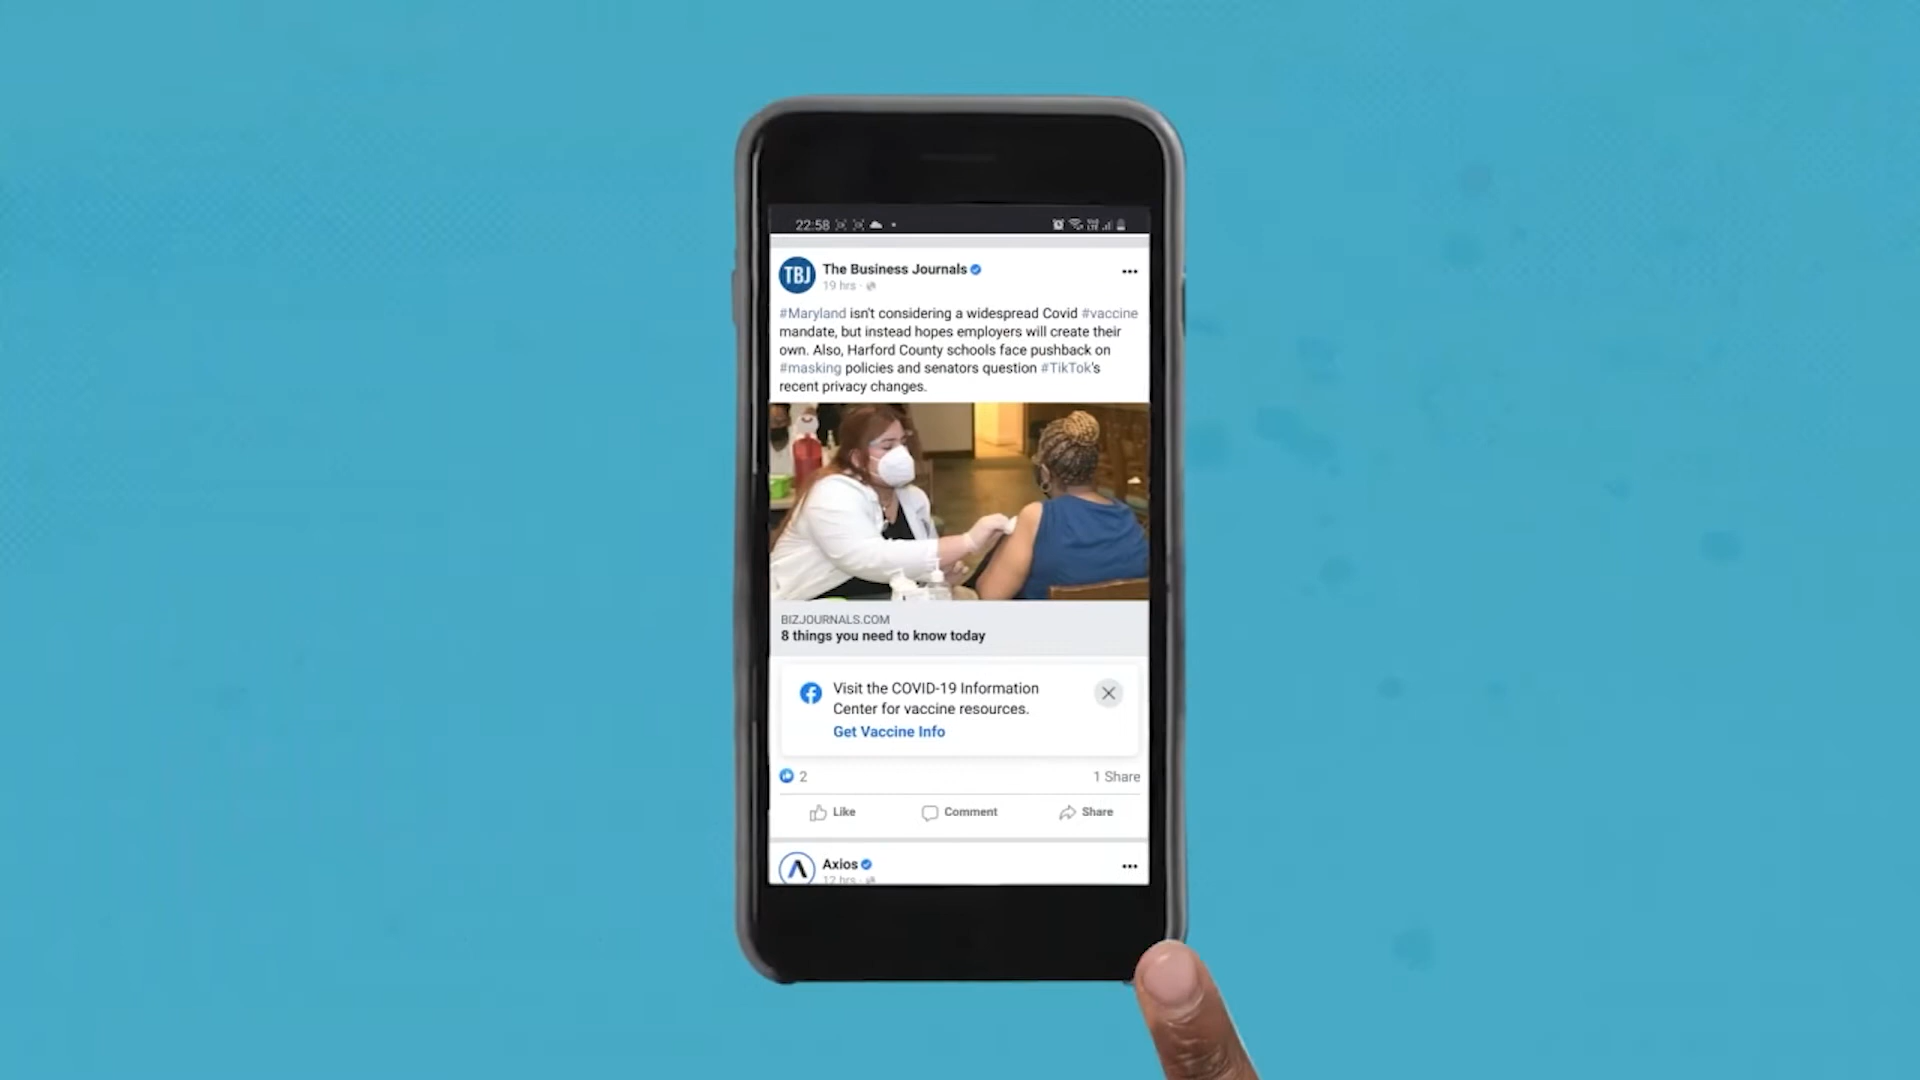 22:58
TBJ
The Business Journals
19 hrs ·
#Maryland isn't considering a widespread Covid #vaccine
mandate, but instead hopes employers will create their
own. Also, Harford County schools face pushback on
#masking policies and senators question #TikTok's
recent privacy changes.
BIZJOURNALS.COM
8 things you need to know today
Visit the COVID-19 Information
Center for vaccine resources.
Get Vaccine Info
2
1 Share
Like
Comment
Share
Axios
12 hrs ·